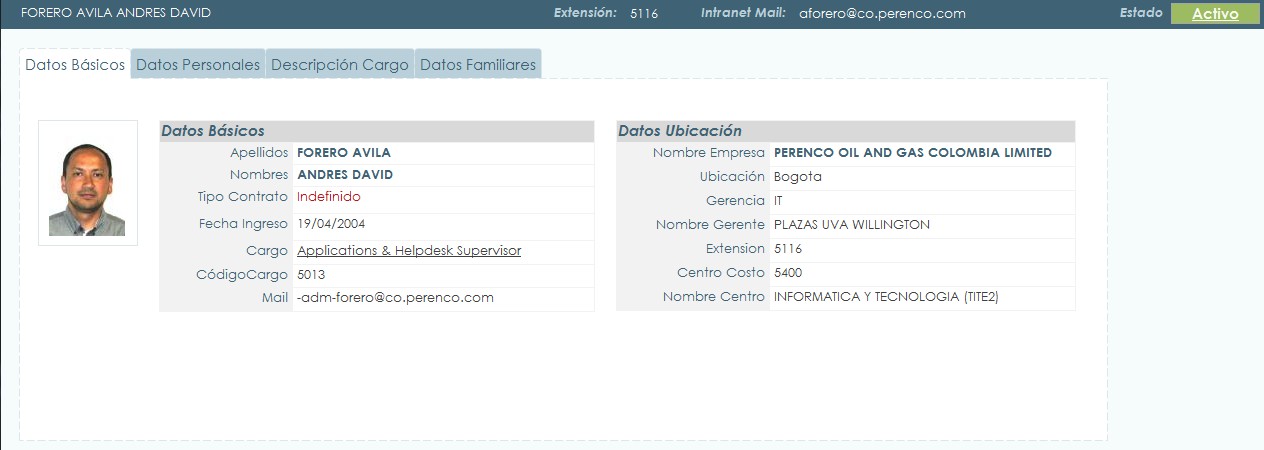 FORERO AVILA ANDRES DAVID Extensión: 5116 Intranet Mail: aforero@co.perenco.com Estado Activo
Datos Básicos Datos Personales Descripción Cargo Datos Familiares
Datos Básicos
Apellidos FORERO AVILA
Nombres ANDRES DAVID
Tipo Contrato Indefinido
Fecha Ingreso 19/04/2004
Cargo Applications & Helpdesk Supervisor
CódigoCargo 5013
Mail -adm-forero@co.perenco.com
Datos Ubicación
Nombre Empresa PERENCO OIL AND GAS COLOMBIA LIMITED
Ubicación Bogota
Gerencia IT
Nombre Gerente PLAZAS UVA WILLINGTON
Extension 5116
Centro Costo 5400
Nombre Centro INFORMATICA Y TECNOLOGIA (TITE2)